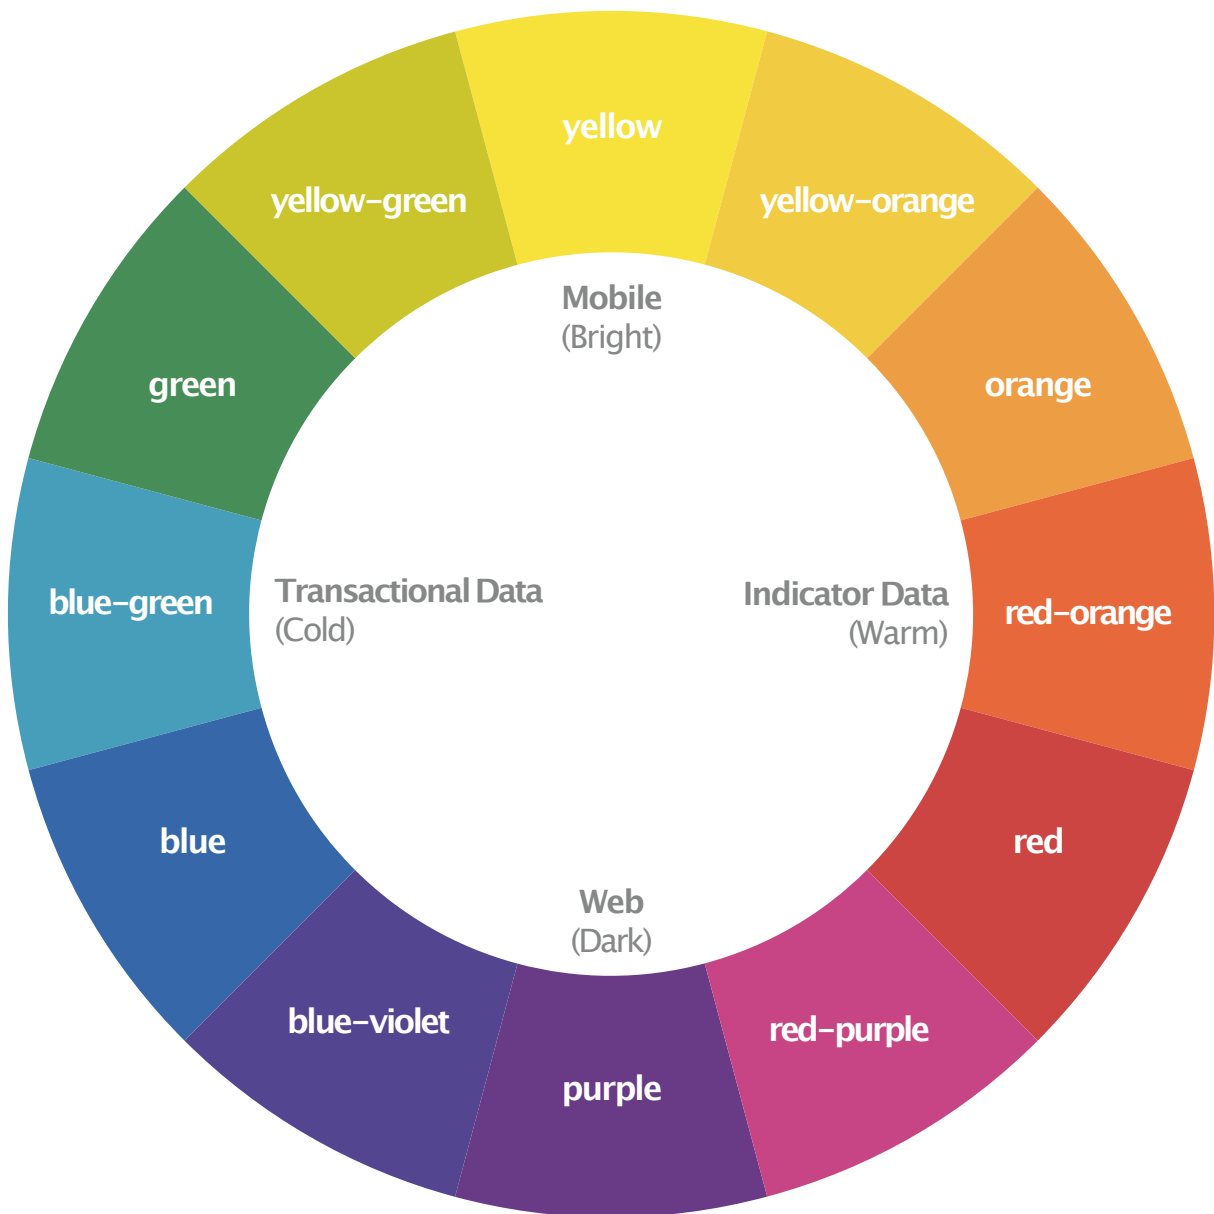 yellow
yellow-green
yellow-orange
Mobile
(Bright)
green
orange
blue-green
Transactional Data
(Cold)
Indicator Data
(Warm)
red-orange
blue
red
Web
(Dark)
blue-violet
red-purple
purple